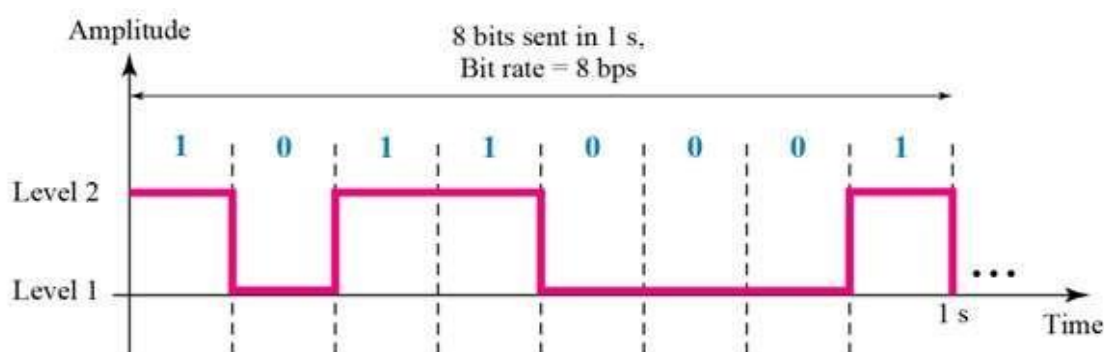 Amplitude
8 bits sent in 1 s,
Bit rate = 8 bps
1 0 1 1 0 0 0 1
Level 2
Level 1
...
1 s
Time